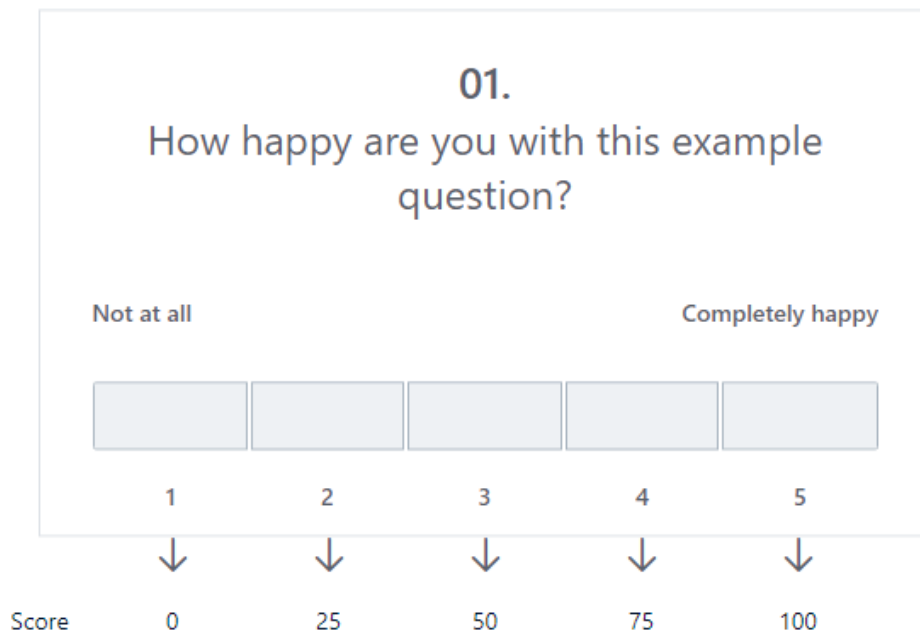 01.
How happy are you with this example
question?
Not at all Completely happy
1 2 3 4 5
Score 0 25 50 75 100